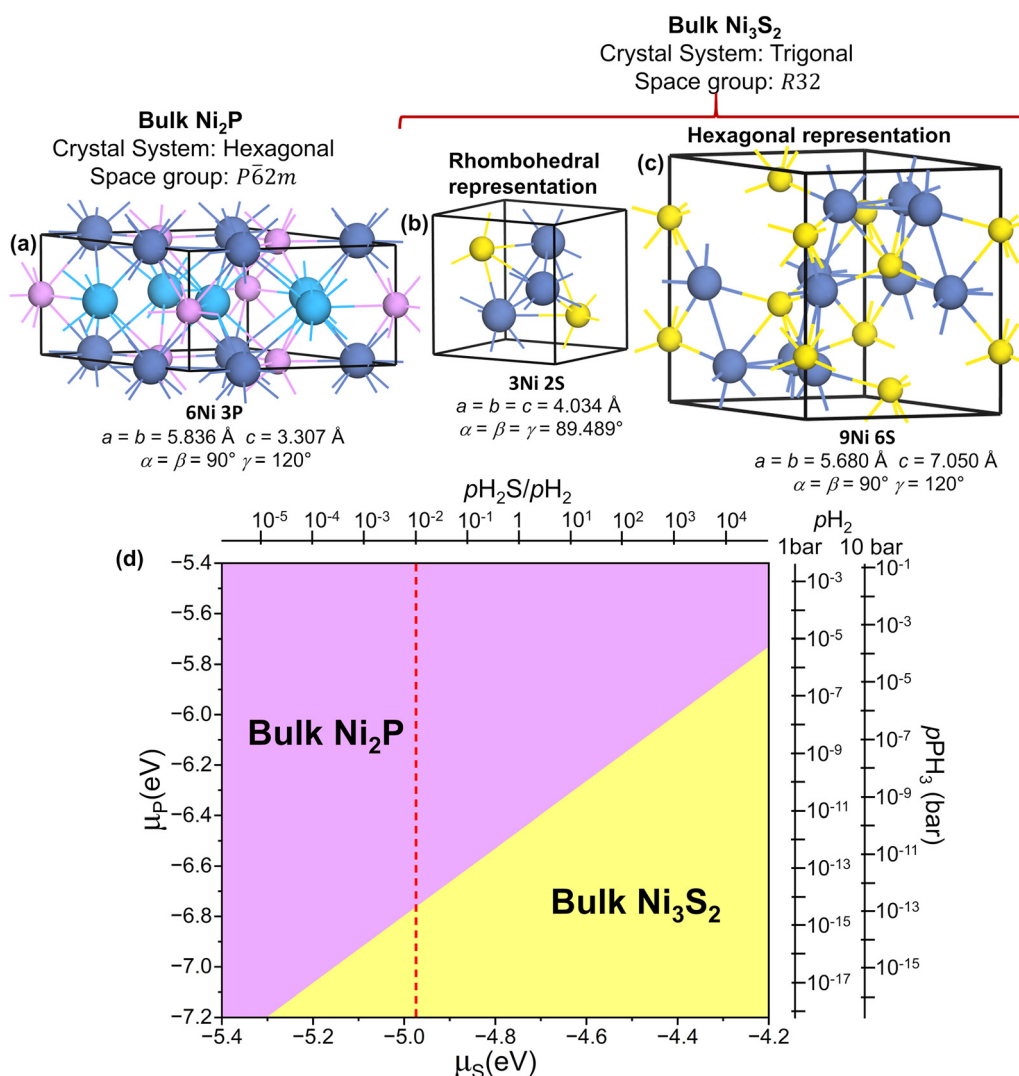 Bulk Ni₃S₂
Crystal System: Trigonal
Space group: R32
Bulk Ni₂P
Crystal System: Hexagonal
Space group: P6̅2m
Rhombohedral
representation
Hexagonal representation
(a)
(b)
(c)
6Ni 3P
a = b = 5.836 Å c = 3.307 Å
α = β = 90° γ = 120°
3Ni 2S
a = b = c = 4.034 Å
α = β = γ = 89.489°
9Ni 6S
a = b = 5.680 Å c = 7.050 Å
α = β = 90° γ = 120°
pH₂S/pH₂
10⁻⁵ 10⁻⁴ 10⁻³ 10⁻² 10⁻¹ 1 10¹ 10² 10³ 10⁴
pH₂
1bar 10 bar
(d)
−5.4
−5.6
−5.8
−6.0
−6.2
−6.4
−6.6
−6.8
−7.0
−7.2
μP(eV)
Bulk Ni₂P
Bulk Ni₃S₂
−5.4 −5.2 −5.0 −4.8 −4.6 −4.4 −4.2
μS(eV)
10⁻³
10⁻⁵
10⁻⁷
10⁻⁹
10⁻¹¹
10⁻¹³
10⁻¹⁵
10⁻¹⁷
10⁻¹
10⁻³
10⁻⁵
10⁻⁷
10⁻⁹
10⁻¹¹
10⁻¹³
10⁻¹⁵
pPH₃ (bar)